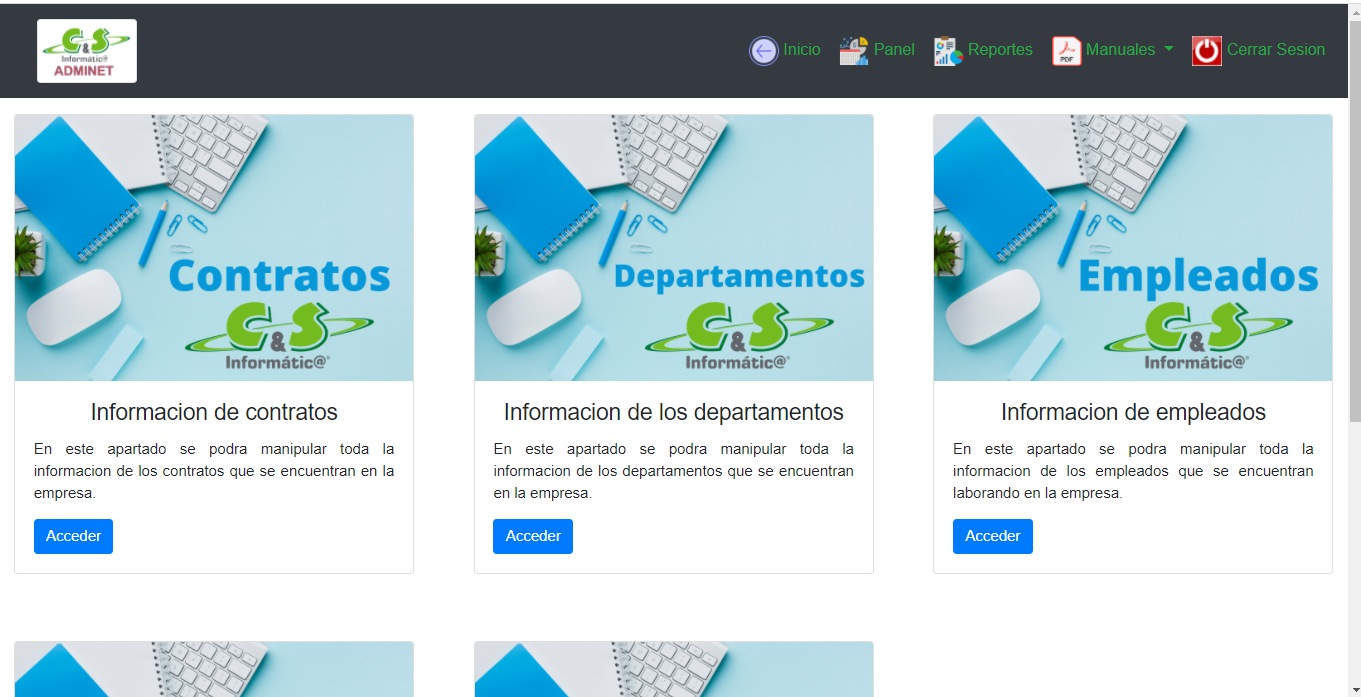 C&S
Informátic@
ADMINET
Inicio
Panel
Reportes
PDF
Manuales
Cerrar Sesion
Contratos
C&S
Informátic@
Informacion de contratos
En este apartado se podra manipular toda la
informacion de los contratos que se encuentran en la
empresa.
Acceder
Departamentos
C&S
Informátic@
Informacion de los departamentos
En este apartado se podra manipular toda la
informacion de los departamentos que se encuentran
en la empresa.
Acceder
Empleados
C&S
Informátic@
Informacion de empleados
En este apartado se podra manipular toda la
informacion de los empleados que se encuentran
laborando en la empresa.
Acceder